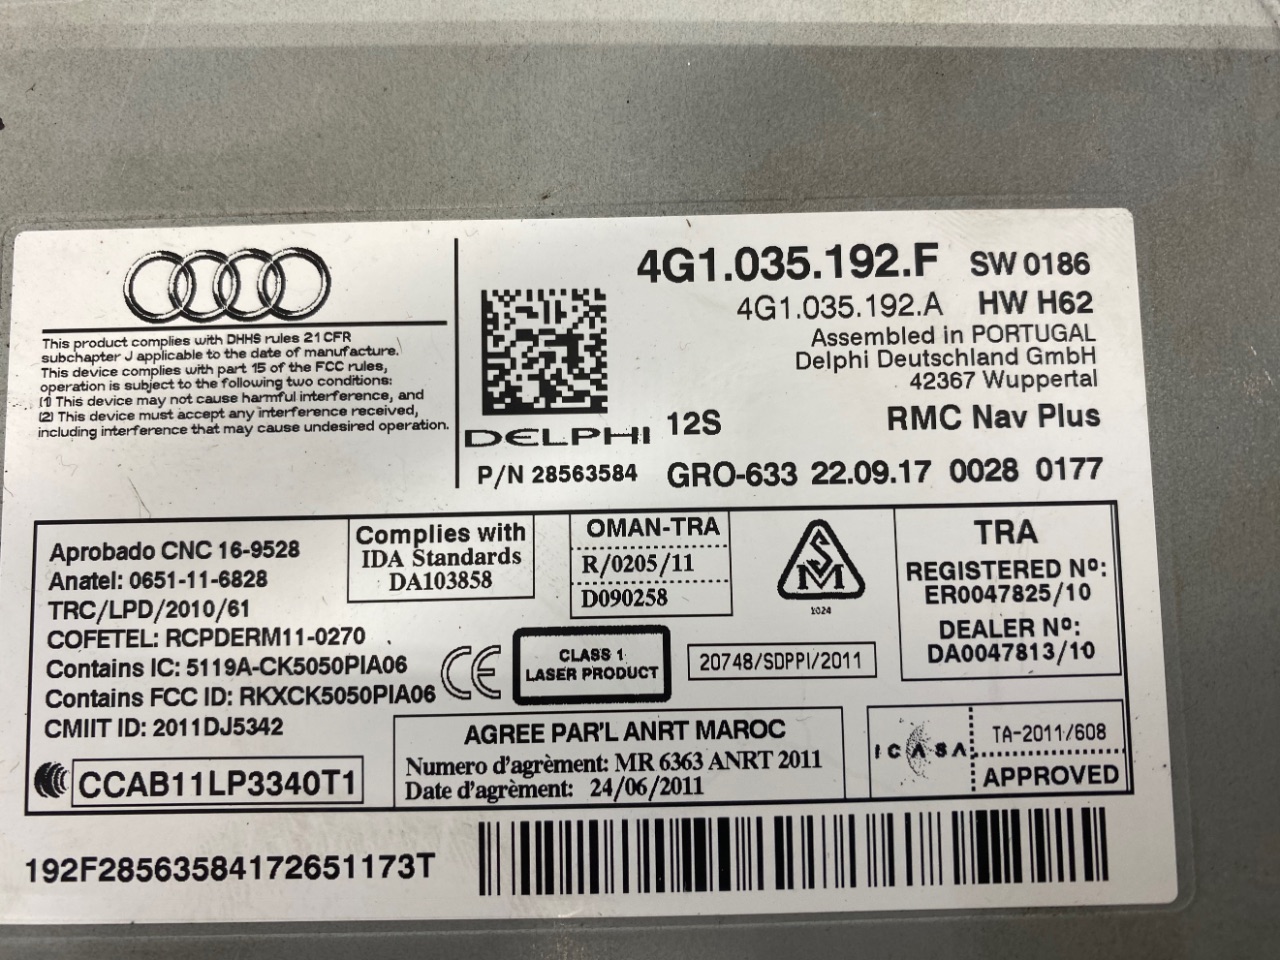 This product complies with DHHS rules 21 CFR
subchapter J applicable to the date of manufacture.
This device complies with part 15 of the FCC rules,
operation is subject to the following two conditions:
(1) This device may not cause harmful interference, and
(2) This device must accept any interference received,
including interference that may cause undesired operation.
4G1.035.192.F SW 0186
4G1.035.192.A HW H62
Assembled in PORTUGAL
Delphi Deutschland GmbH
42367 Wuppertal
DELPHI 12S RMC Nav Plus
P/N 28563584 GRO-633 22.09.17 0028 0177
Aprobado CNC 16-9528
Anatel: 0651-11-6828
TRC/LPD/2010/61
COFETEL: RCPDERM11-0270
Contains IC: 5119A-CK5050PIA06
Contains FCC ID: RKXCK5050PIA06
CMIIT ID: 2011DJ5342
CCAB11LP3340T1
Complies with
IDA Standards
DA103858
OMAN-TRA
R/0205/11
D090258
SM
1024
TRA
REGISTERED Nº:
ER0047825/10
DEALER Nº:
DA0047813/10
CE
CLASS 1
LASER PRODUCT
20748/SDPPI/2011
AGREE PAR'L ANRT MAROC
Numero d'agrèment: MR 6363 ANRT 2011
Date d'agrèment: 24/06/2011
ICASA
TA-2011/608
APPROVED
192F28563584172651173T